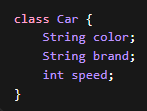 class Car {
    String color;
    String brand;
    int speed;
}